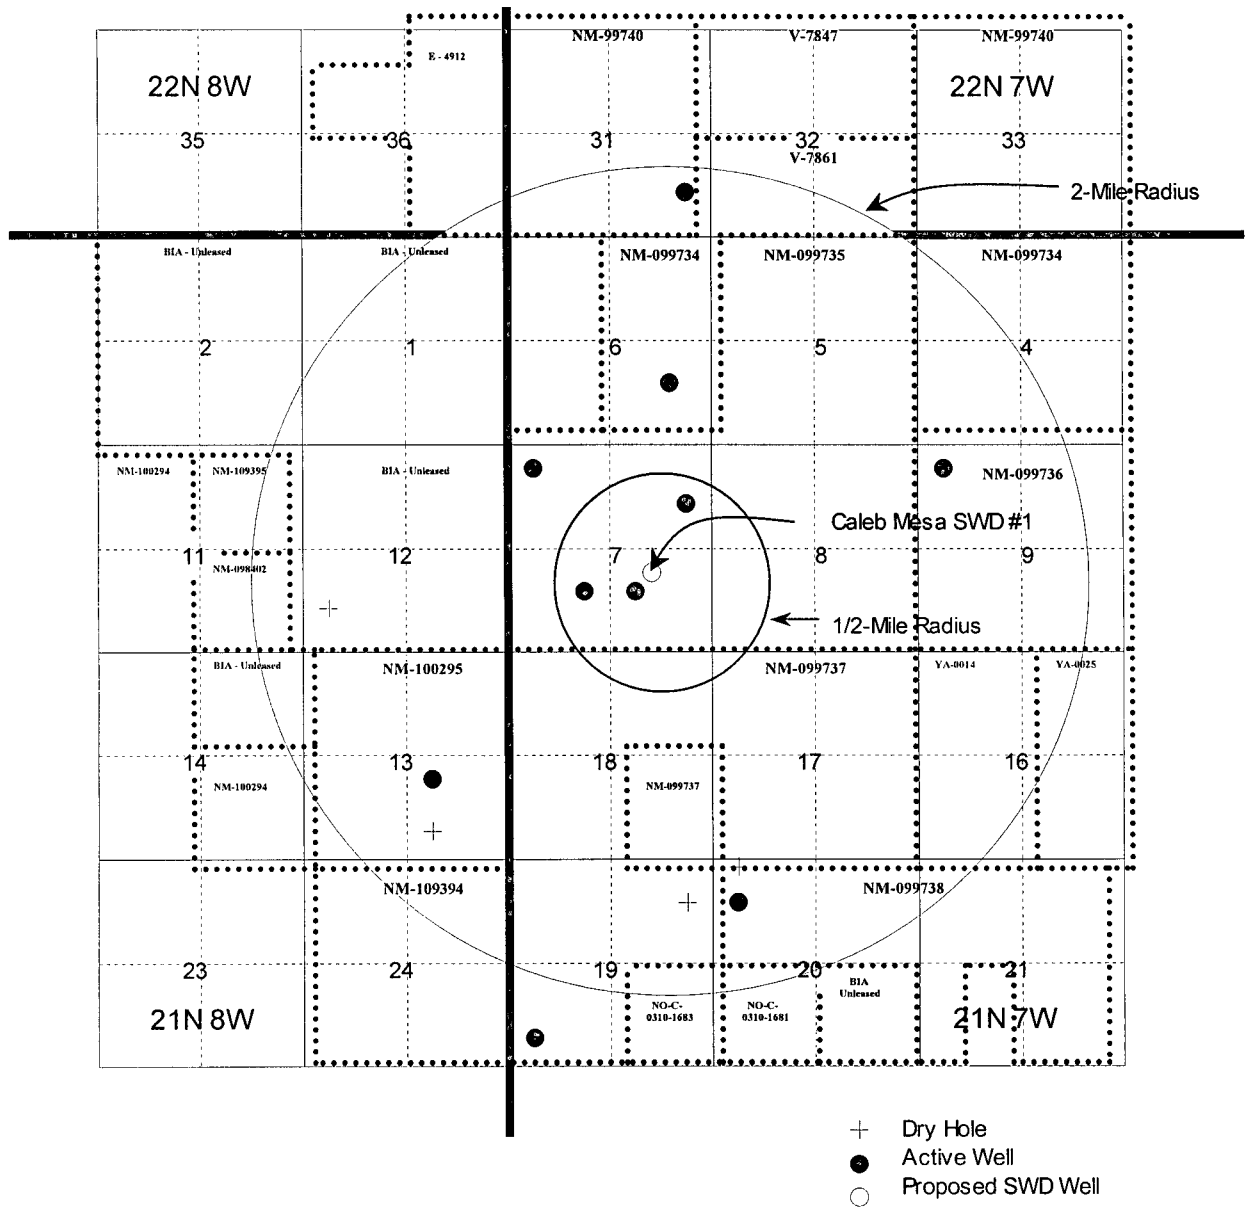 NM-99740 V-7847 NM-99740
E - 4912
22N 8W 22N 7W
35 36 31 32 33
V-7861
2-Mile Radius
BIA - Unleased BIA - Unleased NM-099734 NM-099735 NM-099734
2 1 6 5 4
NM-100294 NM-109395 BIA - Unleased NM-099736
Caleb Mesa SWD #1
11 12 7 8 9
NM-098402
1/2-Mile Radius
BIA - Unleased NM-100295 NM-099737 YA-0014 YA-0025
14 13 18 17 16
NM-100294 NM-099737
NM-109394 NM-099738
23 24 19 20 21
BIA
Unleased
NO-C-
0310-1683
NO-C-
0310-1681
21N 8W 21N 7W
Dry Hole
Active Well
Proposed SWD Well